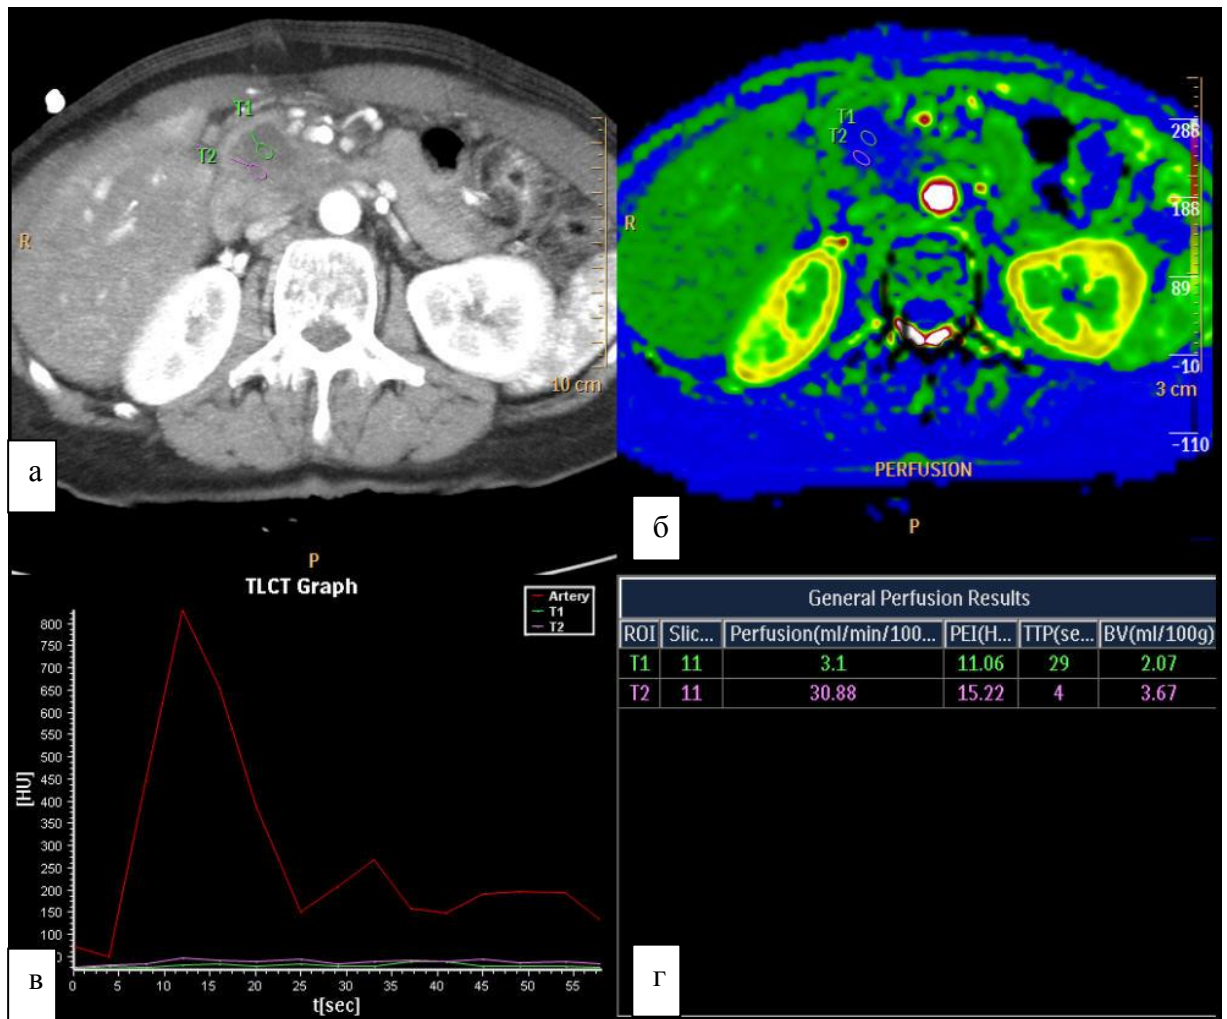 T1
T2
R
10 cm
а
P
T1
T2
R
286
188
89
-10
3 cm
-110
PERFUSION
б
P
TLCT Graph
Artery
T1
T2
[HU]
800
750
700
650
600
550
500
450
400
350
300
250
200
150
100
0
0 5 10 15 20 25 30 35 40 45 50 55
t[sec]
в
General Perfusion Results
ROI Slic... Perfusion(ml/min/100... PEI(H... TTP(se... BV(ml/100g)
T1 11 3.1 11.06 29 2.07
T2 11 30.88 15.22 4 3.67
г